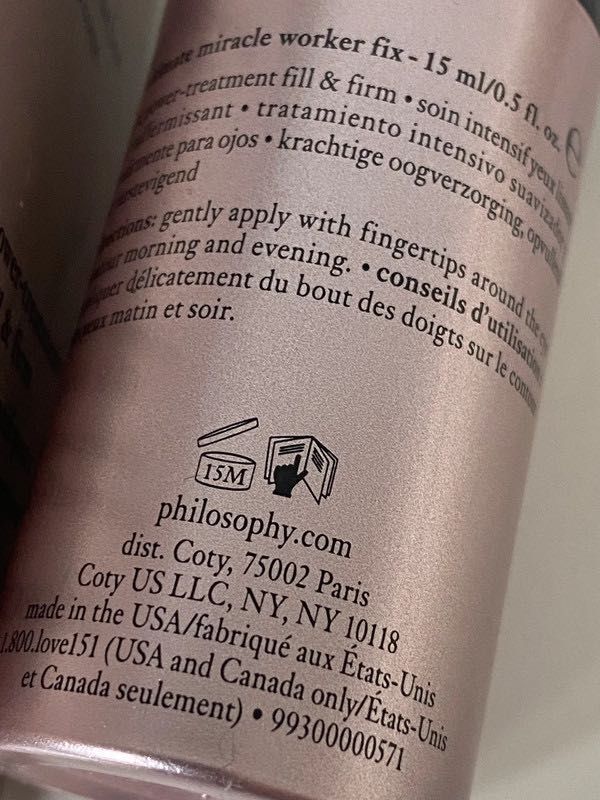 miracle worker fix - 15 ml/0.5 fl. oz. e
power-treatment fill & firm • soin intensif yeux
raffermissant • tratamiento intensivo
para ojos • krachtige oogverzorging,
verstevigend
directions: gently apply with fingertips around the
morning and evening. • conseils d'utilisation
délicatement du bout des doigts sur le contour
yeux matin et soir.
15M
philosophy.com
dist. Coty, 75002 Paris
Coty US LLC, NY, NY 10118
made in the USA/fabriqué aux États-Unis
1.800.love151 (USA and Canada only/États-Unis
et Canada seulement) • 99300000571